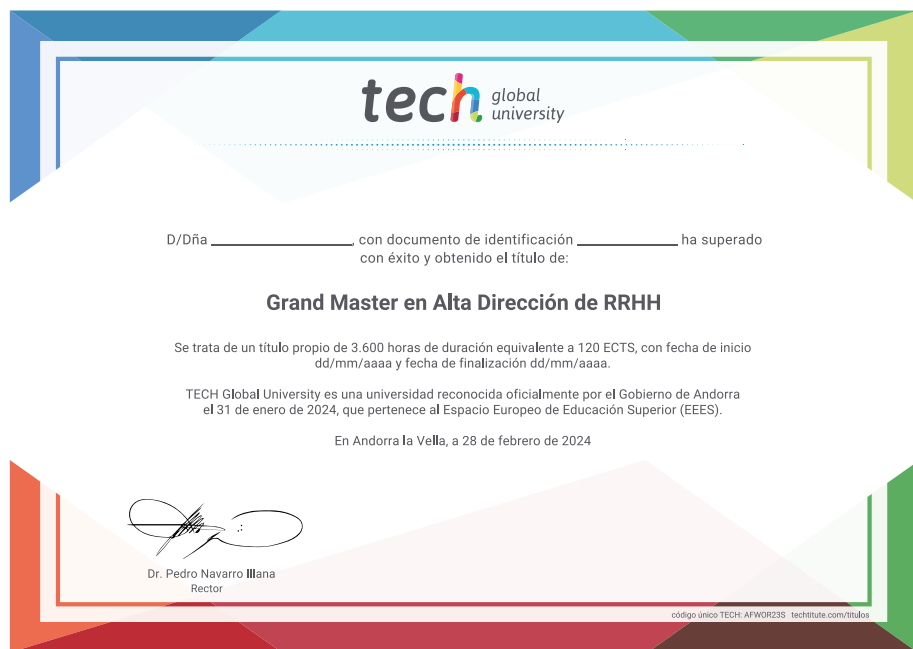 tech global university
D/Dña ________________, con documento de identificación ____________ ha superado
con éxito y obtenido el título de:
Grand Master en Alta Dirección de RRHH
Se trata de un título propio de 3.600 horas de duración equivalente a 120 ECTS, con fecha de inicio
dd/mm/aaaa y fecha de finalización dd/mm/aaaa.
TECH Global University es una universidad reconocida oficialmente por el Gobierno de Andorra
el 31 de enero de 2024, que pertenece al Espacio Europeo de Educación Superior (EEES).
En Andorra la Vella, a 28 de febrero de 2024
Dr. Pedro Navarro Illana
Rector
código único TECH: AFWOR23S techtitute.com/titulos